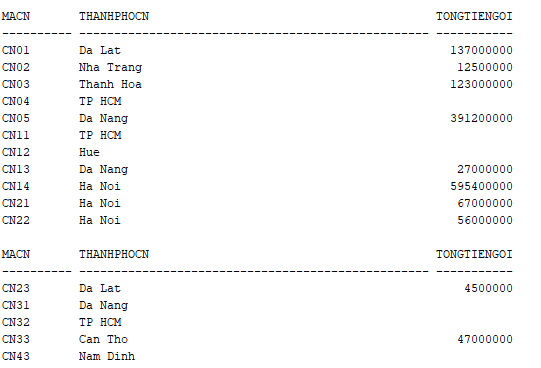 MACN       THANHPHOCN                                         TONGTIENGOI
---------- -------------------------------------------------- -----------
CN01       Da Lat                                               137000000
CN02       Nha Trang                                             12500000
CN03       Thanh Hoa                                            123000000
CN04       TP HCM
CN05       Da Nang                                              391200000
CN11       TP HCM
CN12       Hue
CN13       Da Nang                                               27000000
CN14       Ha Noi                                               595400000
CN21       Ha Noi                                                67000000
CN22       Ha Noi                                                56000000
MACN       THANHPHOCN                                         TONGTIENGOI
---------- -------------------------------------------------- -----------
CN23       Da Lat                                                 4500000
CN31       Da Nang
CN32       TP HCM
CN33       Can Tho                                               47000000
CN43       Nam Dinh